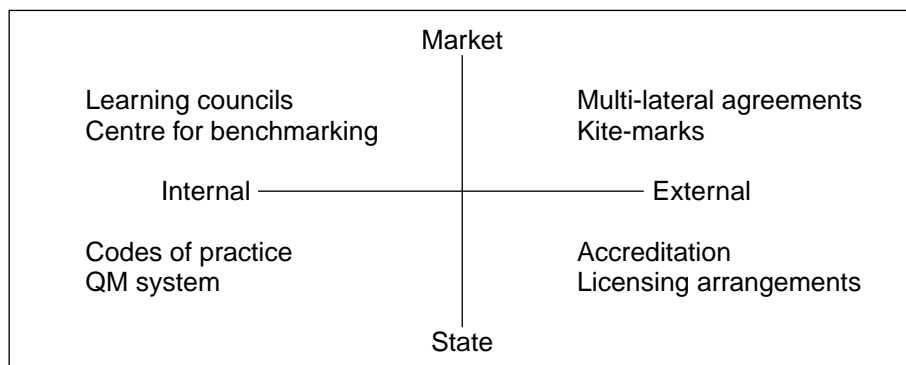 Market
Learning councils
Centre for benchmarking
Multi-lateral agreements
Kite-marks
Internal
External
Codes of practice
QM system
Accreditation
Licensing arrangements
State